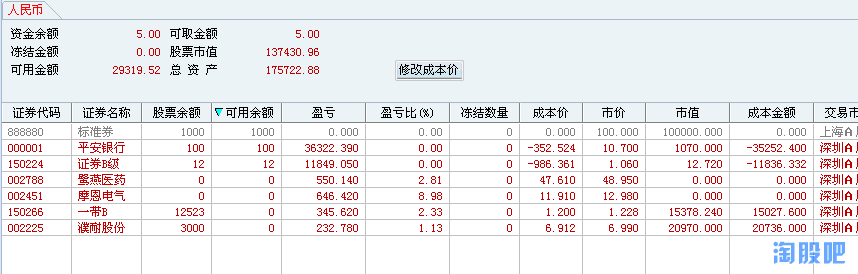 人民币
资金余额 5.00 可取金额 5.00
冻结金额 0.00 股票市值 137430.96
可用金额 29319.52 总 资 产 175722.88 修改成本价
证券代码 证券名称 股票余额 可用余额 盈亏 盈亏比(%) 冻结数量 成本价 市价 市值 成本金额 交易市
888880 标准券 1000 1000 0.000 0.00 0 0.000 100.000 100000.000 0.000 上海A
000001 平安银行 100 100 36322.390 0.00 0 -352.524 10.700 1070.000 -35252.400 深圳A
150224 证券B级 12 12 11849.050 0.00 0 -986.361 1.060 12.720 -11836.332 深圳A
002788 鹭燕医药 0 0 550.140 2.81 0 47.610 48.950 0.000 0.000 深圳A
002451 摩恩电气 0 0 646.420 8.98 0 11.910 12.980 0.000 0.000 深圳A
150266 一带B 12523 0 345.620 2.33 0 1.200 1.228 15378.240 15027.600 深圳A
002225 濮耐股份 3000 0 232.780 1.13 0 6.912 6.990 20970.000 20736.000 深圳A
淘股吧